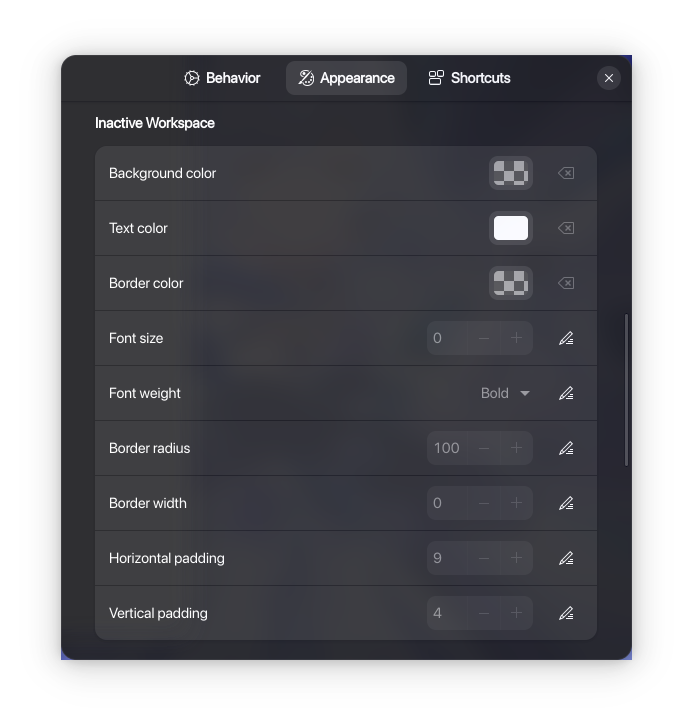 Behavior Appearance Shortcuts
Inactive Workspace
Background color
Text color
Border color
Font size 0
Font weight Bold
Border radius 100
Border width 0
Horizontal padding 9
Vertical padding 4